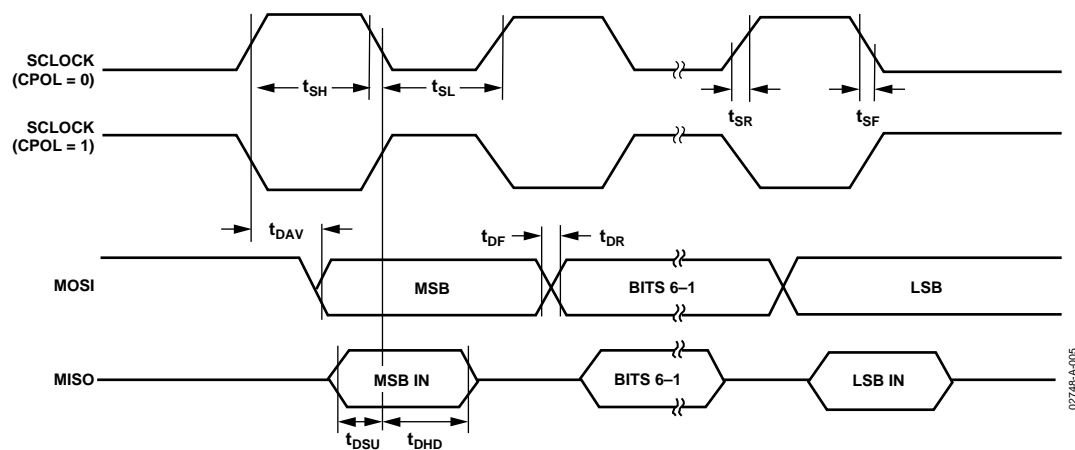 SCLOCK
(CPOL = 0)
tSH
tSL
tSR
tSF
SCLOCK
(CPOL = 1)
tDAV
tDF
tDR
MOSI
MSB
BITS 6–1
LSB
MISO
MSB IN
BITS 6–1
LSB IN
tDSU
tDHD
02748-A-005